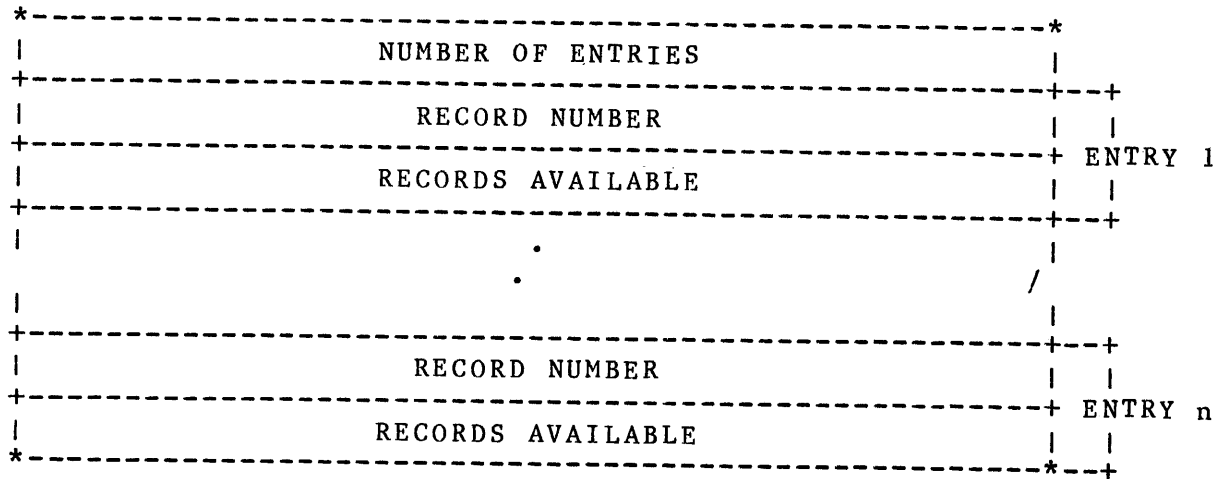 NUMBER OF ENTRIES
RECORD NUMBER
ENTRY 1
RECORDS AVAILABLE
.
.
/
RECORD NUMBER
ENTRY n
RECORDS AVAILABLE